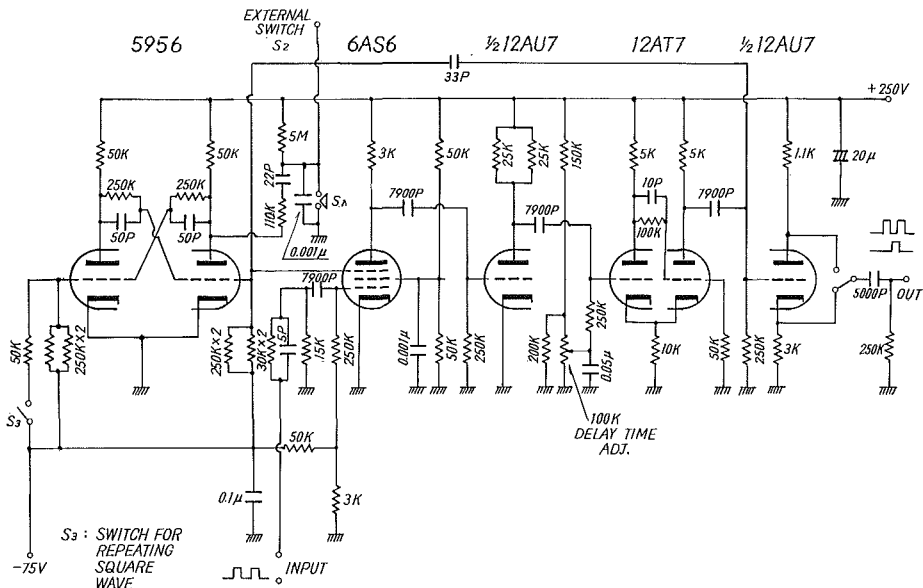 EXTERNAL
SWITCH
S2
5956
6AS6
½12AU7
12AT7
½12AU7
33P
+250V
50K
50K
5M
3K
50K
25K
25K
150K
5K
5K
1.1K
20μ
250K
250K
22P
S1
10P
50P
50P
110K
7900P
7900P
100K
7900P
0.001μ
7900P
5000P
OUT
50K
250K×2
250K×2
30K×2
5P
15K
250K
0.001μ
50K
250K
200K
250K
0.05μ
10K
50K
250K
3K
250K
S3
100K
DELAY TIME
ADJ.
50K
0.1μ
3K
S3 : SWITCH FOR
REPEATING
SQUARE
WAVE
-75V
INPUT